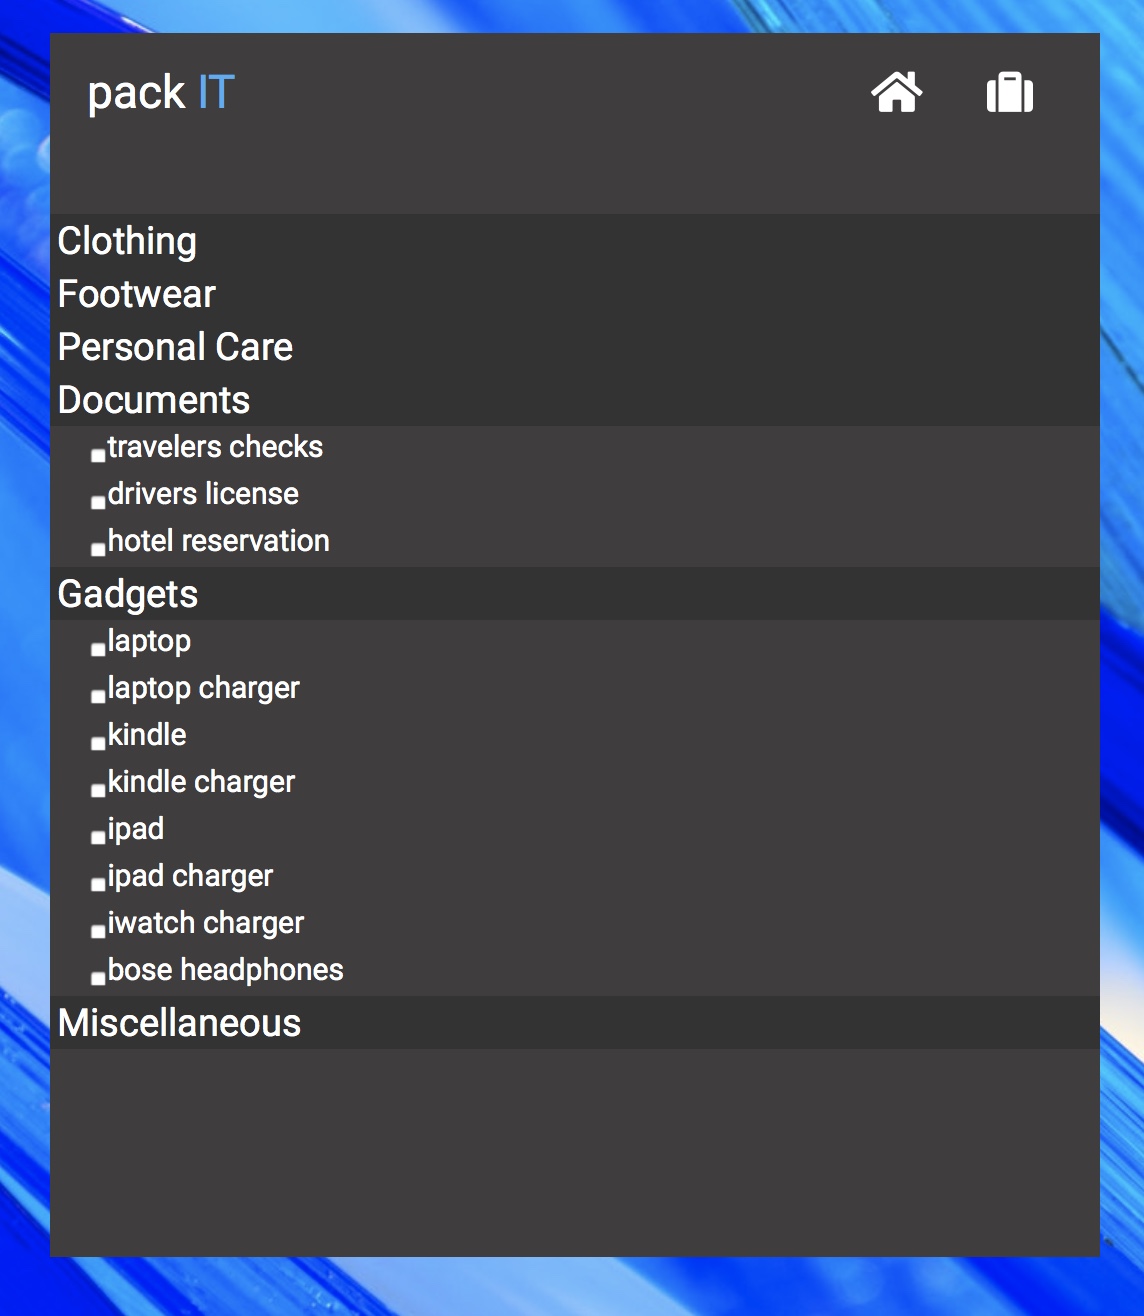 pack IT
Clothing
Footwear
Personal Care
Documents
travelers checks
drivers license
hotel reservation
Gadgets
laptop
laptop charger
kindle
kindle charger
ipad
ipad charger
iwatch charger
bose headphones
Miscellaneous